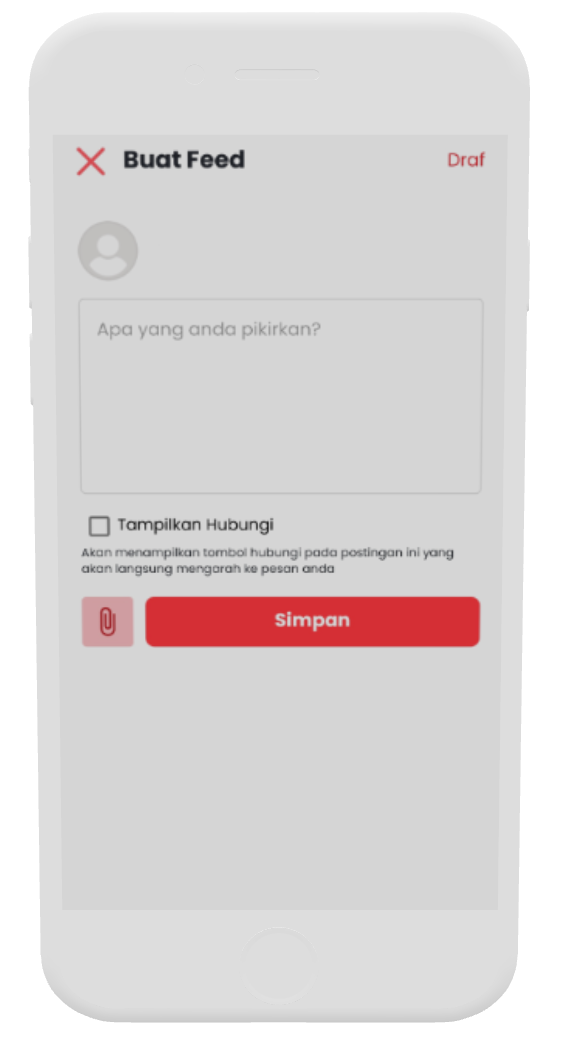 Buat Feed
Draf
Apa yang anda pikirkan?
Tampilkan Hubungi
Akan menampilkan tombol hubungi pada postingan ini yang
akan langsung mengarah ke pesan anda
Simpan